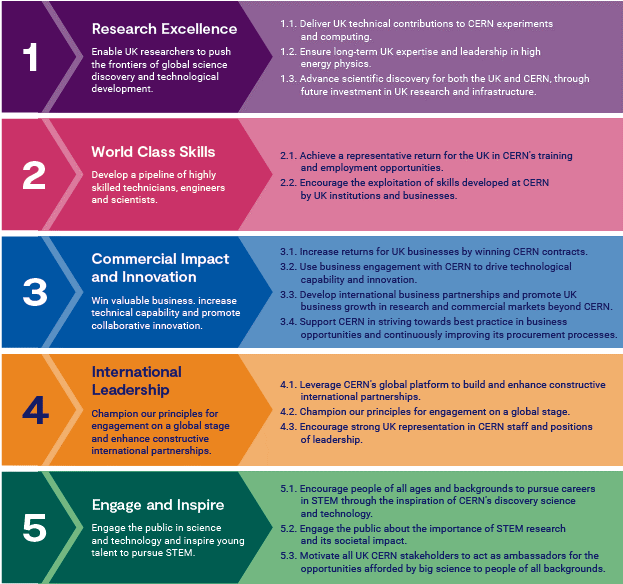 1
Research Excellence
Enable UK researchers to push
the frontiers of global science
discovery and technological
development.
1.1. Deliver UK technical contributions to CERN experiments
and computing.
1.2. Ensure long-term UK expertise and leadership in high
energy physics.
1.3. Advance scientific discovery for both the UK and CERN, through
future investment in UK research and infrastructure.
2
World Class Skills
Develop a pipeline of highly
skilled technicians, engineers
and scientists.
2.1. Achieve a representative return for the UK in CERN's training
and employment opportunities.
2.2. Encourage the exploitation of skills developed at CERN
by UK institutions and businesses.
3
Commercial Impact
and Innovation
Win valuable business. increase
technical capability and promote
collaborative innovation.
3.1. Increase returns for UK businesses by winning CERN contracts.
3.2. Use business engagement with CERN to drive technological
capability and innovation.
3.3. Develop international business partnerships and promote UK
business growth in research and commercial markets beyond CERN.
3.4. Support CERN in striving towards best practice in business
opportunities and continuously improving its procurement processes.
4
International
Leadership
Champion our principles for
engagement on a global stage
and enhance constructive
international partnerships.
4.1. Leverage CERN's global platform to build and enhance constructive
international partnerships.
4.2. Champion our principles for engagement on a global stage.
4.3. Encourage strong UK representation in CERN staff and positions
of leadership.
5
Engage and Inspire
Engage the public in science
and technology and inspire young
talent to pursue STEM.
5.1. Encourage people of all ages and backgrounds to pursue careers
in STEM through the inspiration of CERN's discovery science
and technology.
5.2. Engage the public about the importance of STEM research
and its societal impact.
5.3. Motivate all UK CERN stakeholders to act as ambassadors for the
opportunities afforded by big science to people of all backgrounds.